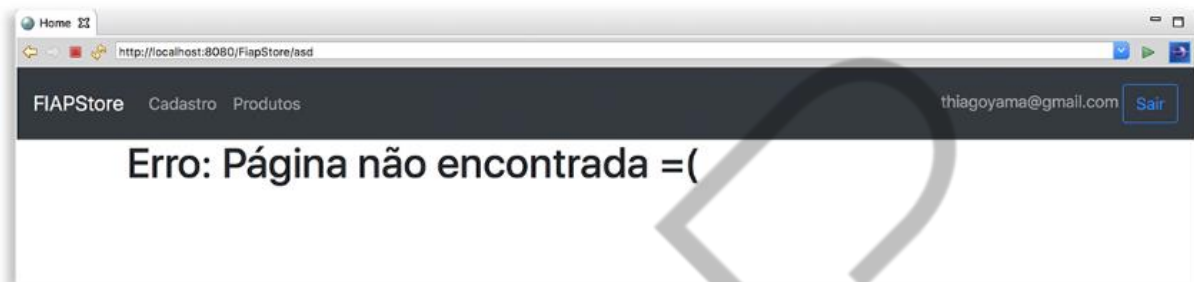 Home
http://localhost:8080/FiapStore/asd
FIAPStore Cadastro Produtos thiagoyama@gmail.com Sair
Erro: Página não encontrada =(